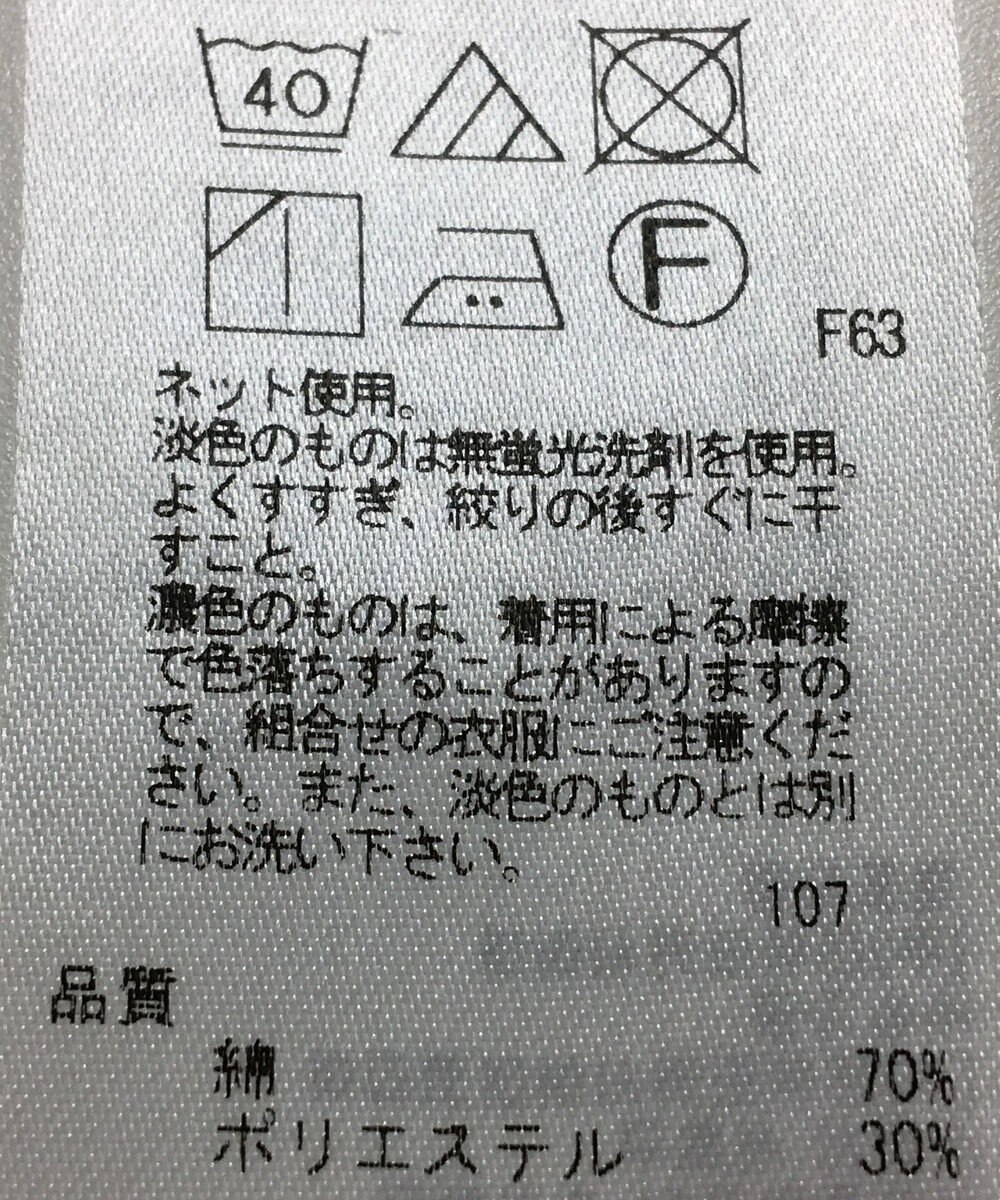 40
F
F63
ネット使用。
淡色のものは無蛍光洗剤を使用。
よくすすぎ、絞りの後すぐに干
すこと。
濃色のものは、着用による摩擦
で色落ちすることがありますの
で、組合せの衣服にご注意くだ
さい。また、淡色のものとは別
にお洗い下さい。
107
品質
綿 70%
ポリエステル 30%